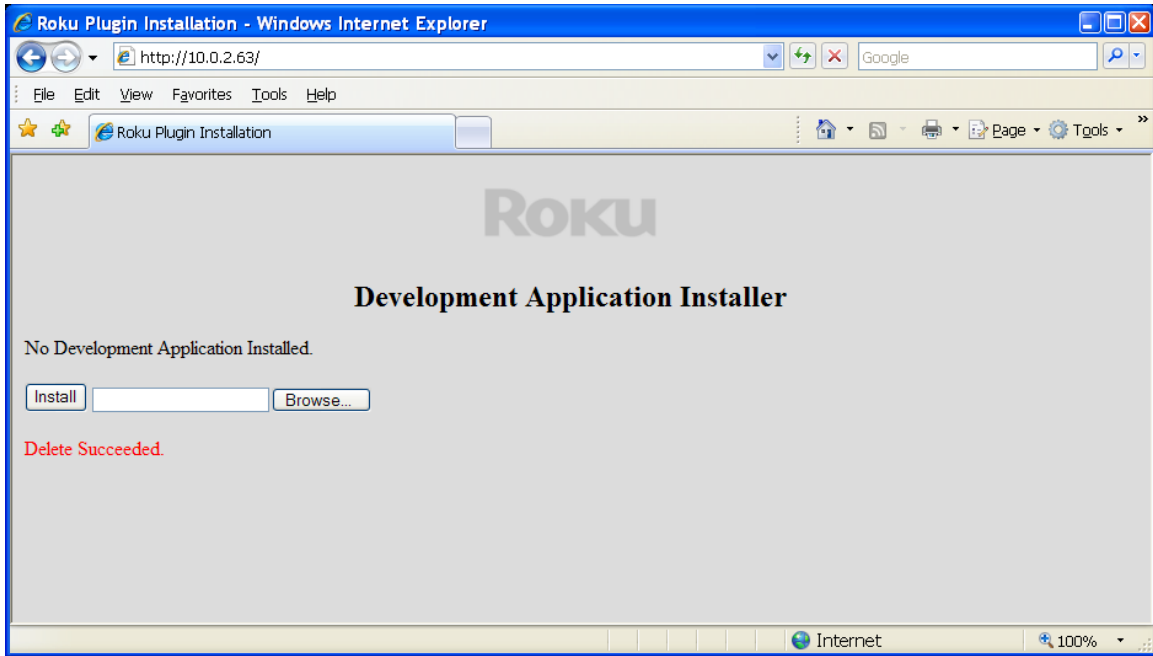 Roku Plugin Installation - Windows Internet Explorer
http://10.0.2.63/
Google
File Edit View Favorites Tools Help
Roku Plugin Installation
Page Tools »
Roku
Development Application Installer
No Development Application Installed.
Install Browse...
Delete Succeeded.
Internet 100%